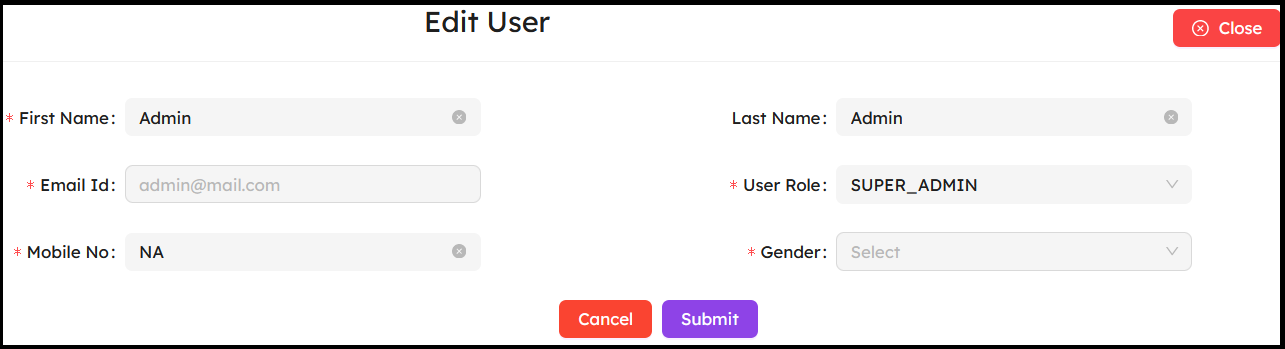 Edit User
Close
* First Name: Admin
Last Name: Admin
* Email Id: admin@mail.com
* User Role: SUPER_ADMIN
* Mobile No: NA
* Gender: Select
Cancel Submit